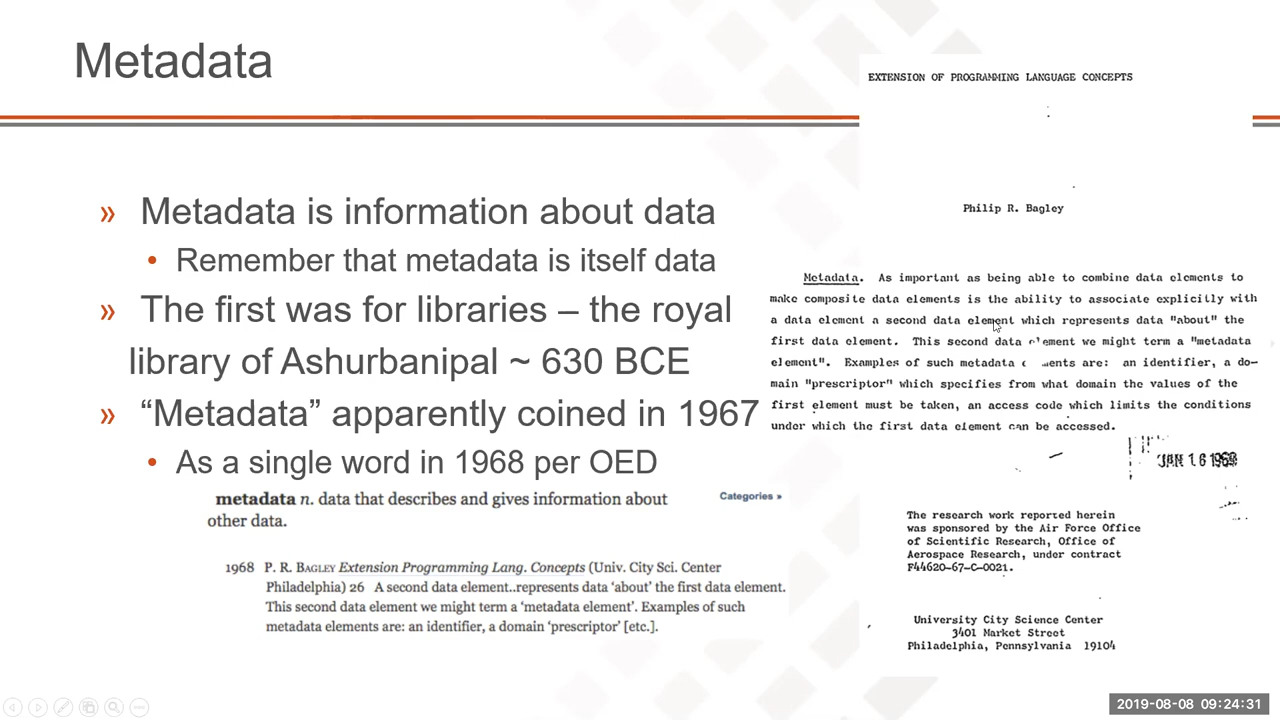 Metadata
» Metadata is information about data
• Remember that metadata is itself data
» The first was for libraries – the royal
library of Ashurbanipal ~ 630 BCE
» “Metadata” apparently coined in 1967
• As a single word in 1968 per OED
metadata n. data that describes and gives information about
other data.
Categories »
1968 P. R. BAGLEY Extension Programming Lang. Concepts (Univ. City Sci. Center
Philadelphia) 26 A second data element..represents data ‘about’ the first data element.
This second data element we might term a ‘metadata element’. Examples of such
metadata elements are: an identifier, a domain ‘prescriptor’ [etc.].
EXTENSION OF PROGRAMMING LANGUAGE CONCEPTS
Philip R. Bagley
Metadata. As important as being able to combine data elements to
make composite data elements is the ability to associate explicitly with
a data element a second data element which represents data "about" the
first data element. This second data element we might term a "metadata
element". Examples of such metadata are: an identifier, a do-
main "prescriptor" which specifies from what domain the values of the
first element must be taken, an access code which limits the conditions
under which the first data element can be accessed.
JAN 16
The research work reported herein
was sponsored by the Air Force Office
of Scientific Research, Office of
Aerospace Research, under contract
F44620-67-C-0021.
University City Science Center
3401 Market Street
Philadelphia, Pennsylvania 19104
2019-08-08 09:24:31